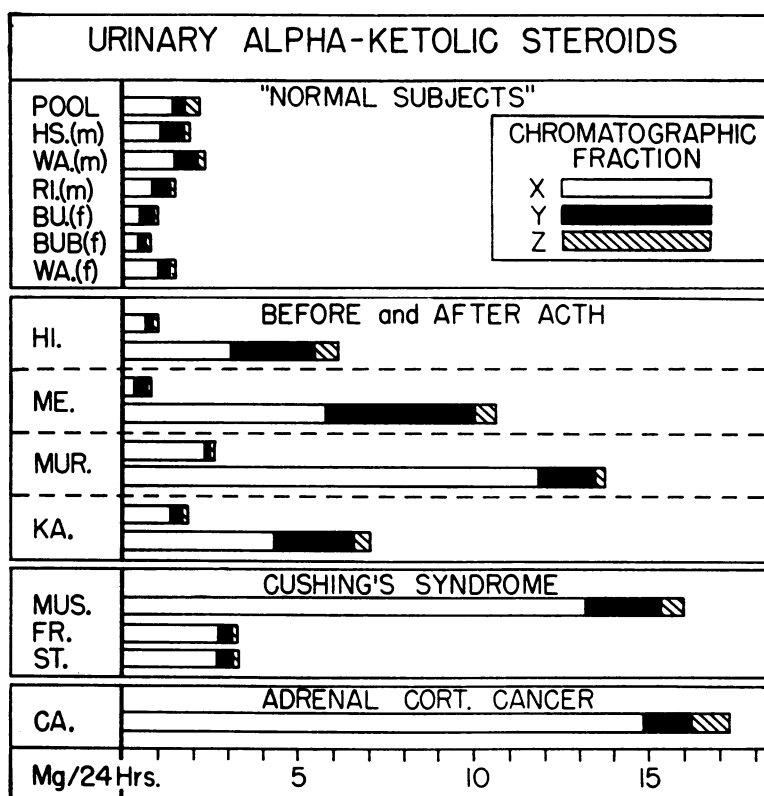 URINARY ALPHA-KETOLIC STEROIDS
"NORMAL SUBJECTS"
POOL
HS.(m)
WA.(m)
RI.(m)
BU.(f)
BUB(f)
WA.(f)
CHROMATOGRAPHIC
FRACTION
X
Y
Z
BEFORE and AFTER ACTH
HI.
ME.
MUR.
KA.
CUSHING'S SYNDROME
MUS.
FR.
ST.
ADRENAL CORT. CANCER
CA.
Mg/24 Hrs. 5 10 15